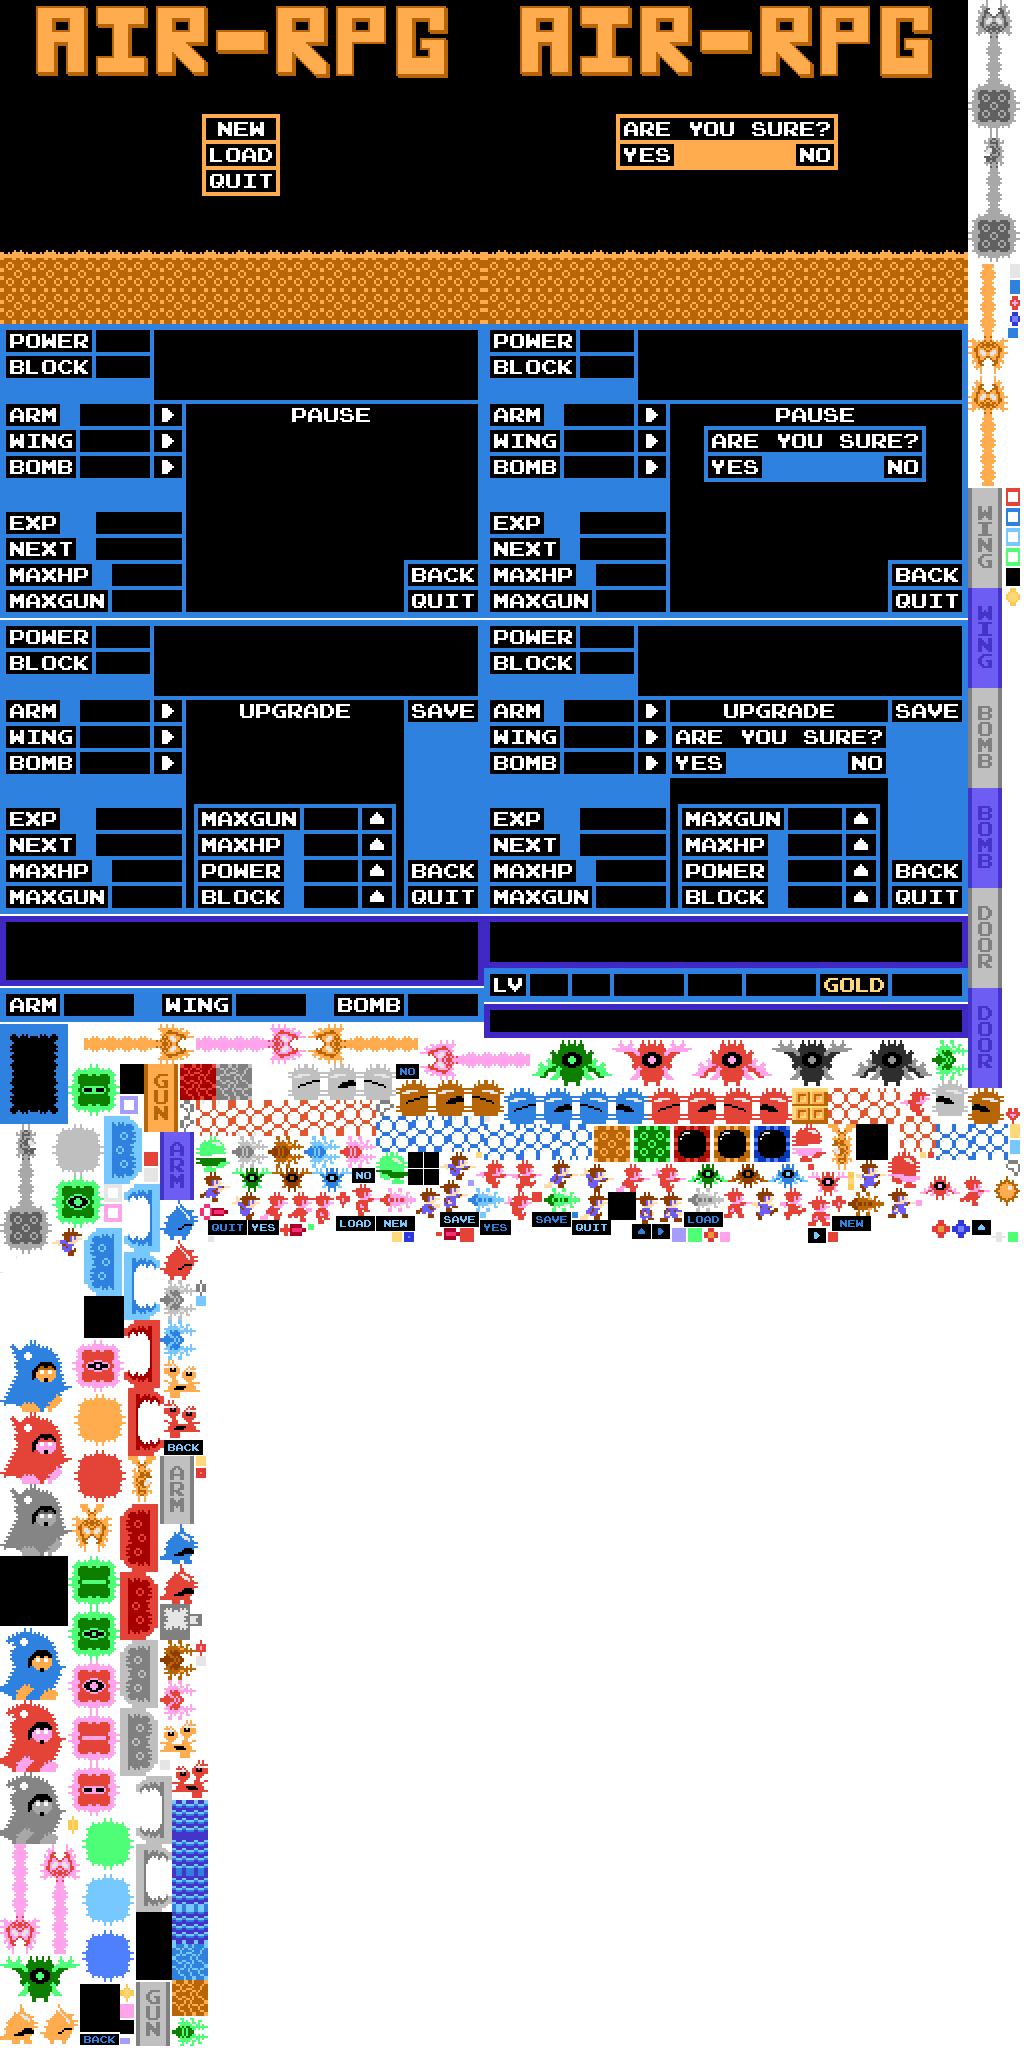 AIR-RPG
NEW
LOAD
QUIT
AIR-RPG
ARE YOU SURE?
YES NO
POWER
BLOCK
ARM
WING
BOMB
EXP
NEXT
MAXHP
MAXGUN
PAUSE
BACK
QUIT
POWER
BLOCK
ARM
WING
BOMB
EXP
NEXT
MAXHP
MAXGUN
PAUSE
ARE YOU SURE?
YES NO
BACK
QUIT
POWER
BLOCK
ARM
WING
BOMB
EXP
NEXT
MAXHP
MAXGUN
UPGRADE
SAVE
MAXGUN
MAXHP
POWER
BLOCK
BACK
QUIT
POWER
BLOCK
ARM
WING
BOMB
EXP
NEXT
MAXHP
MAXGUN
UPGRADE
SAVE
ARE YOU SURE?
YES NO
MAXGUN
MAXHP
POWER
BLOCK
BACK
QUIT
WING
WING
BOMB
BOMB
DOOR
DOOR
LV GOLD
ARM WING BOMB
NO
GUN
ARM
NO
QUIT YES LOAD NEW SAVE YES SAVE QUIT LOAD NEW
BACK
ARM
GUN
BACK